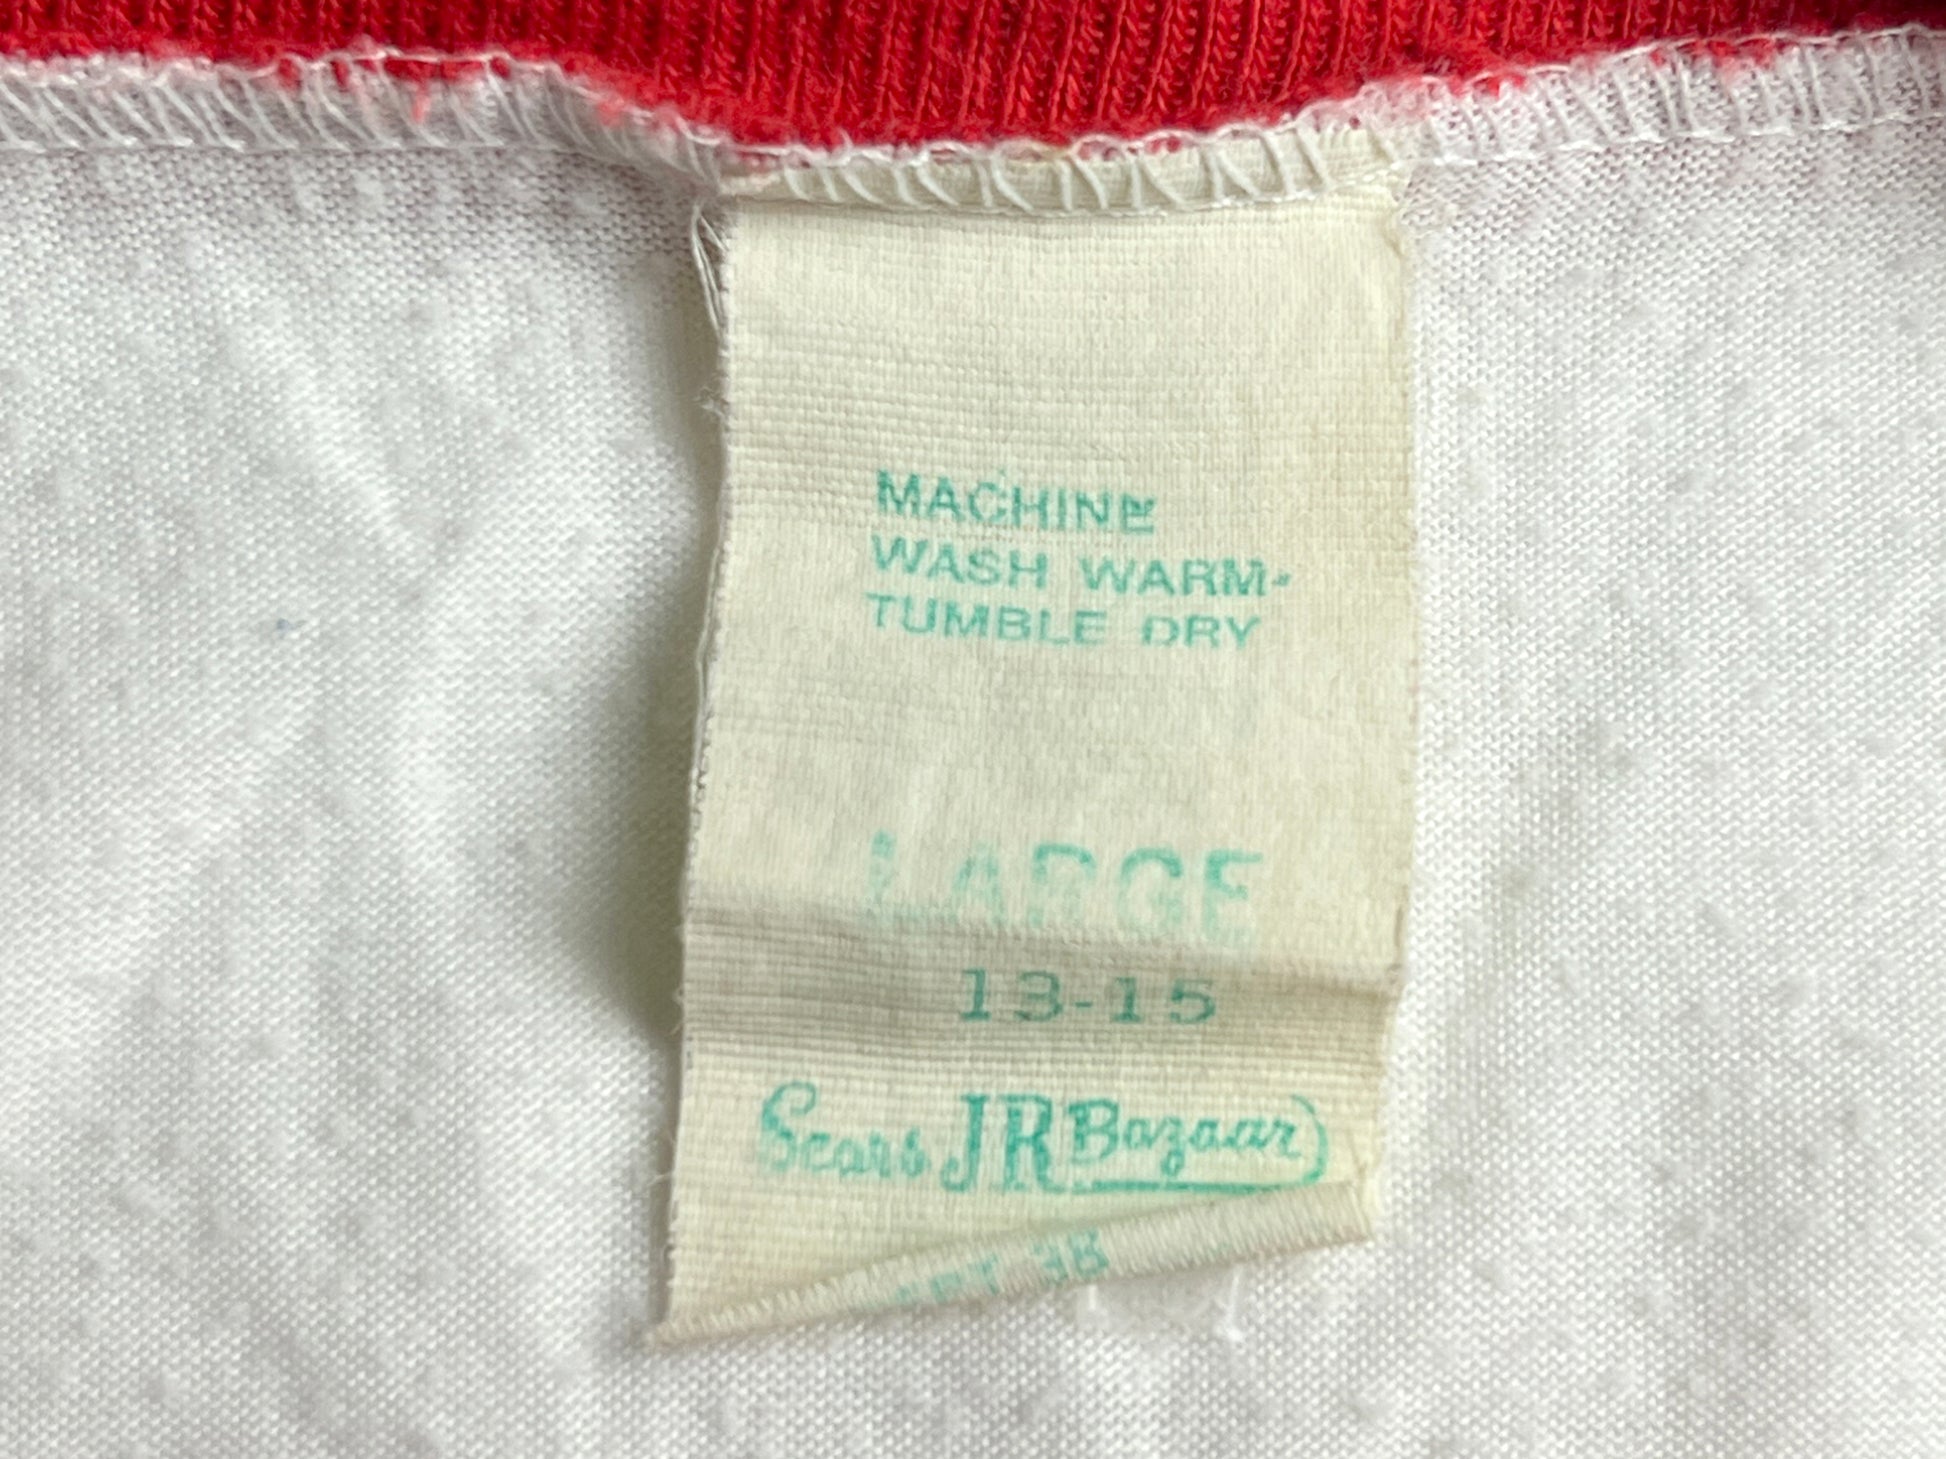 MACHINE
WASH WARM-
TUMBLE DRY
LARGE
13-15
Sears JR Bazaar